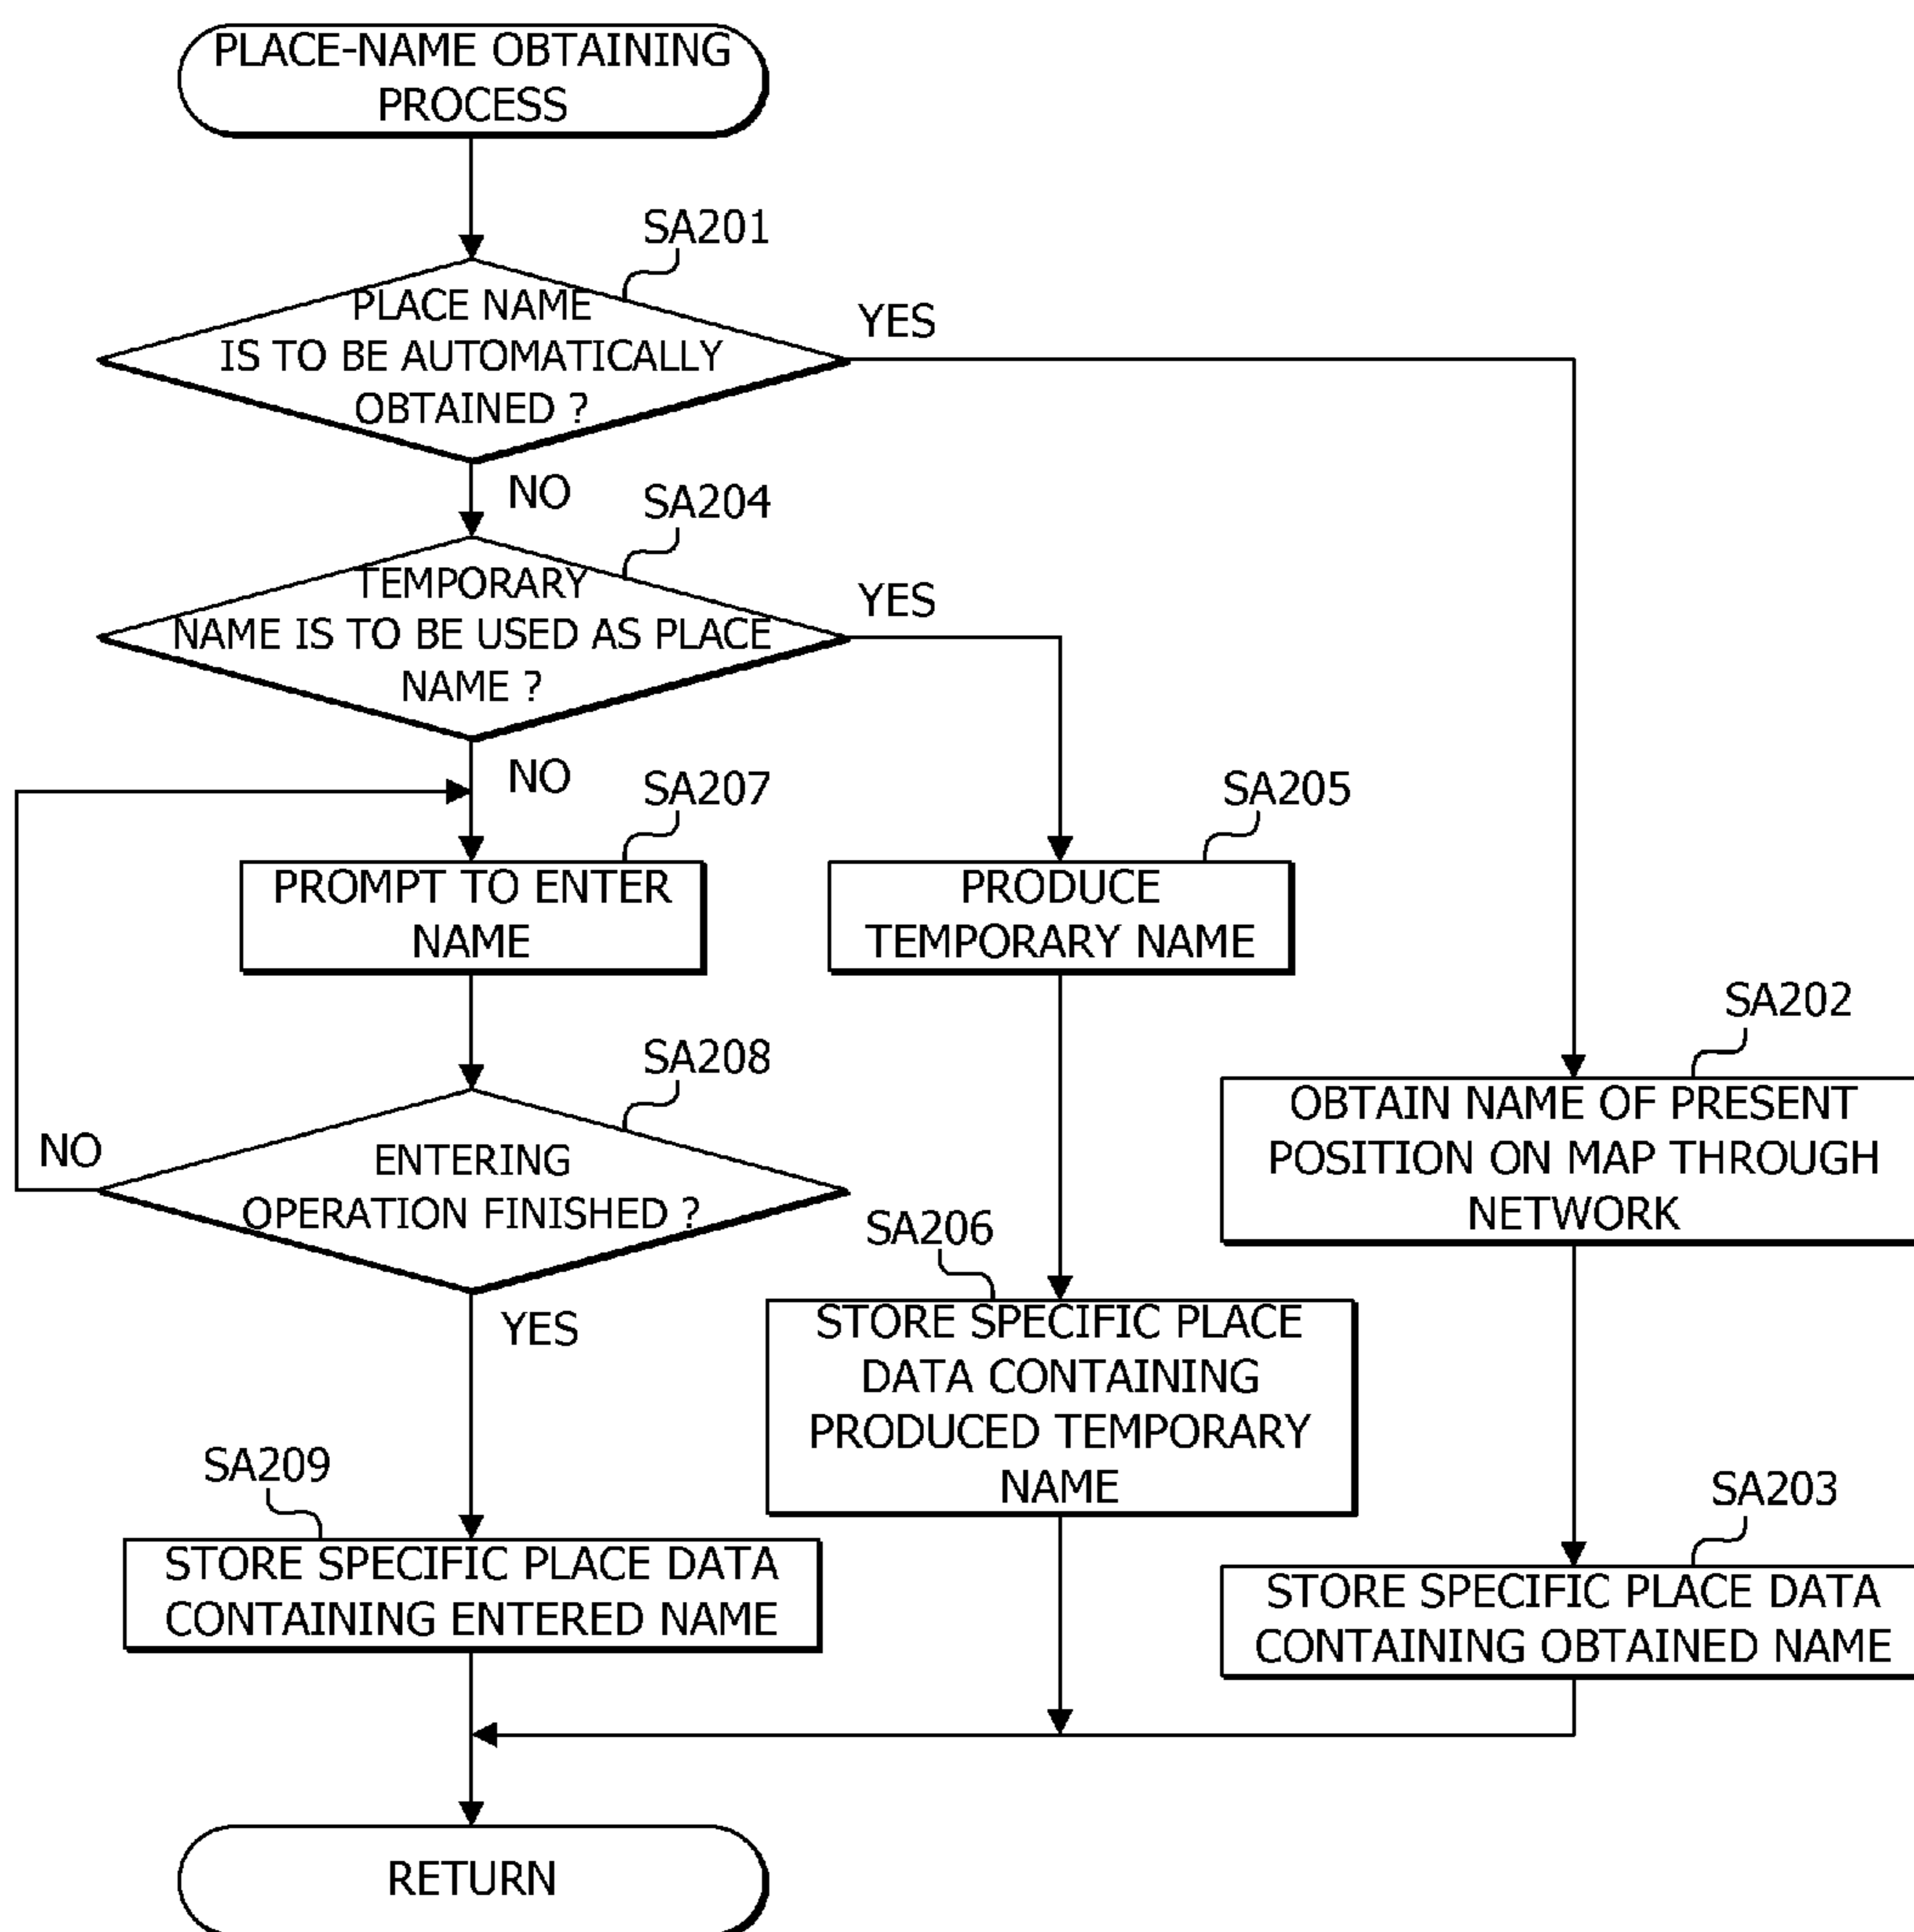 PLACE-NAME OBTAINING
PROCESS
SA201
PLACE NAME
IS TO BE AUTOMATICALLY
OBTAINED ?
YES
NO
SA204
TEMPORARY
NAME IS TO BE USED AS PLACE
NAME ?
YES
NO
SA207
PROMPT TO ENTER
NAME
SA205
PRODUCE
TEMPORARY NAME
SA202
OBTAIN NAME OF PRESENT
POSITION ON MAP THROUGH
NETWORK
SA208
ENTERING
OPERATION FINISHED ?
NO
YES
SA206
STORE SPECIFIC PLACE
DATA CONTAINING
PRODUCED TEMPORARY
NAME
SA209
STORE SPECIFIC PLACE DATA
CONTAINING ENTERED NAME
SA203
STORE SPECIFIC PLACE DATA
CONTAINING OBTAINED NAME
RETURN